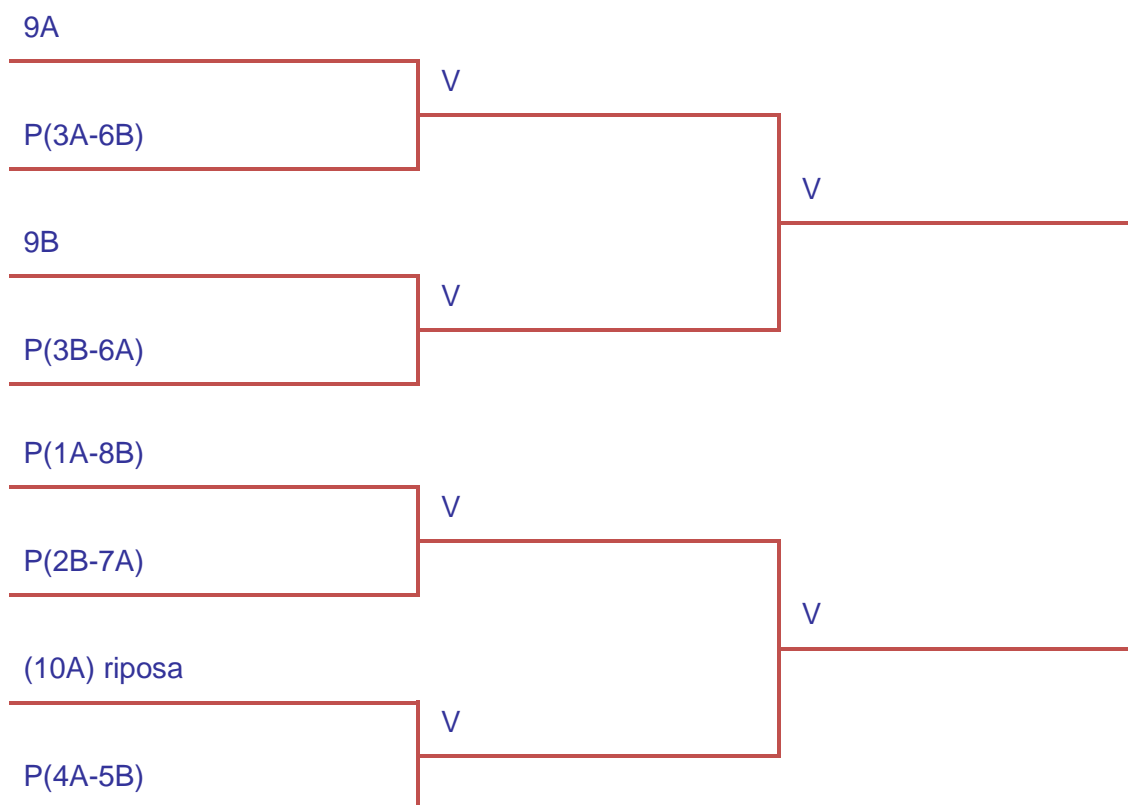 9A
V
P(3A-6B)
V
9B
V
P(3B-6A)
P(1A-8B)
V
P(2B-7A)
V
(10A) riposa
V
P(4A-5B)